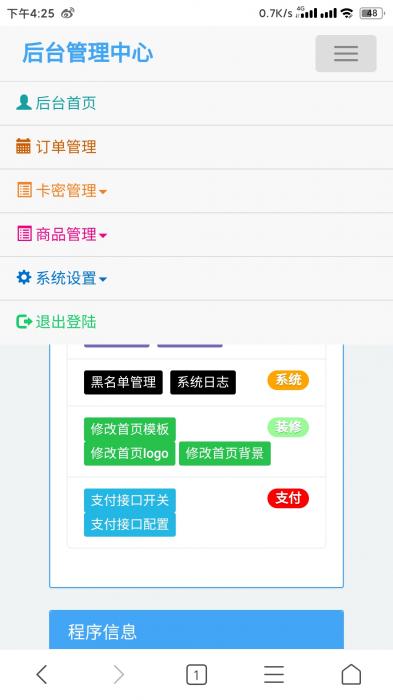 下午4:25
0.7K/s 4G 48
后台管理中心
后台首页
订单管理
卡密管理
商品管理
系统设置
退出登陆
黑名单管理 系统日志 系统
修改首页模板 装修
修改首页logo 修改首页背景
支付接口开关 支付
支付接口配置
程序信息
1